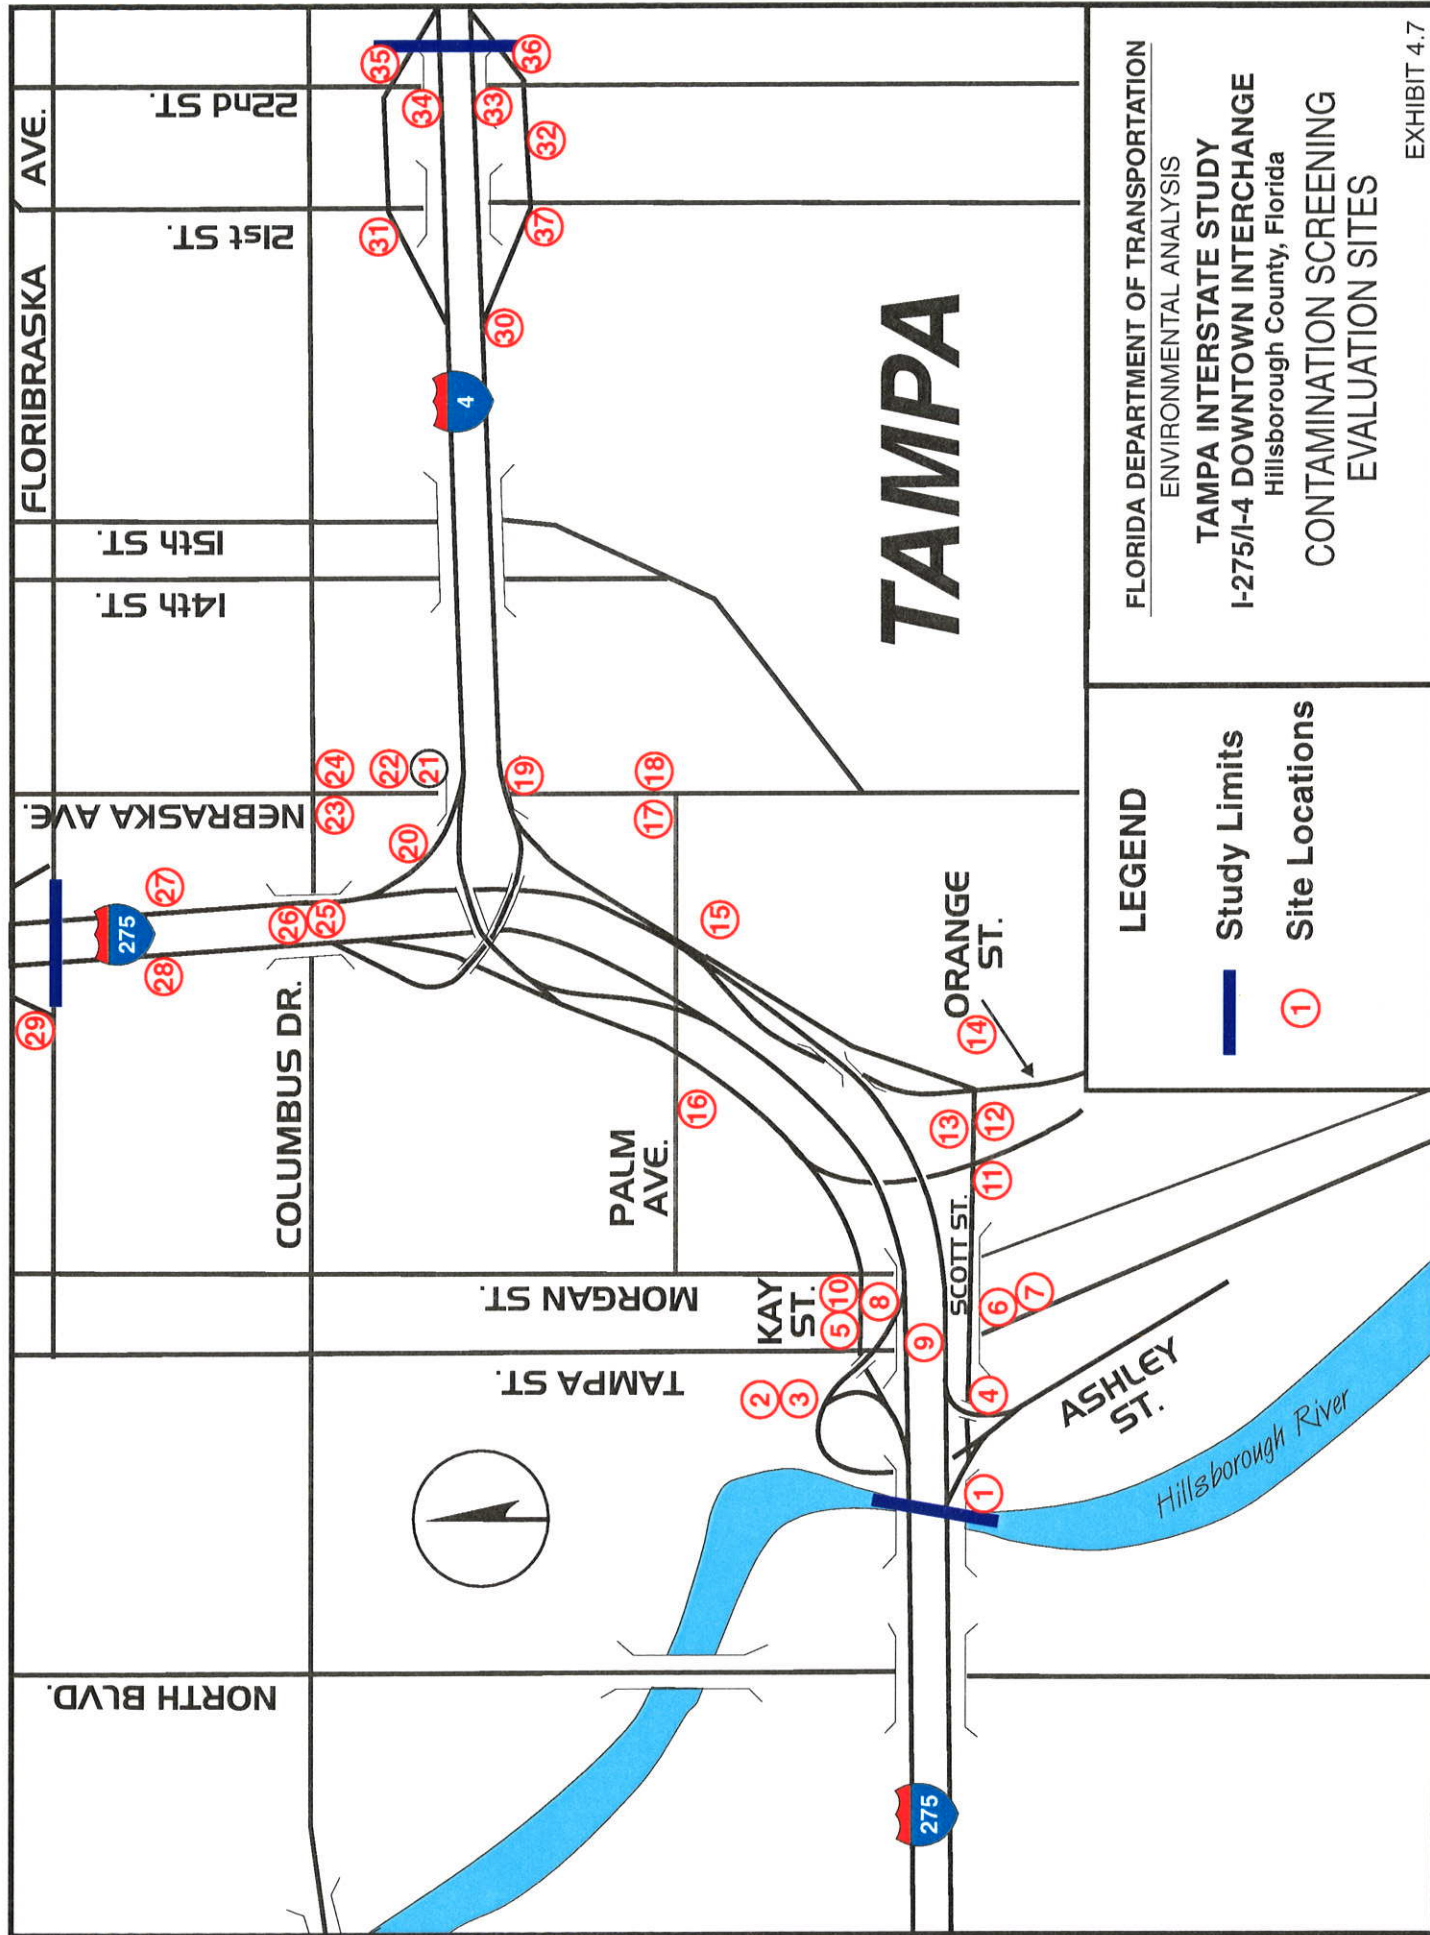 FLORIBRASKA AVE.
NEBRASKA AVE.
14th ST.
15th ST.
21st ST.
22nd ST.
29
275
28
27
COLUMBUS DR.
26
25
20
23
24
22
21
4
31
35
34
33
36
32
37
30
19
NORTH BLVD.
TAMPA ST.
MORGAN ST.
PALM
AVE.
16
15
17
18
TAMPA
2
3
KAY
ST.
5
10
8
9
275
1
4
SCOTT ST.
6
7
11
13
12
14
ORANGE
ST.
ASHLEY
ST.
Hillsborough River
LEGEND
Study Limits
1
Site Locations
FLORIDA DEPARTMENT OF TRANSPORTATION
ENVIRONMENTAL ANALYSIS
TAMPA INTERSTATE STUDY
I-275/I-4 DOWNTOWN INTERCHANGE
Hillsborough County, Florida
CONTAMINATION SCREENING
EVALUATION SITES
EXHIBIT 4.7